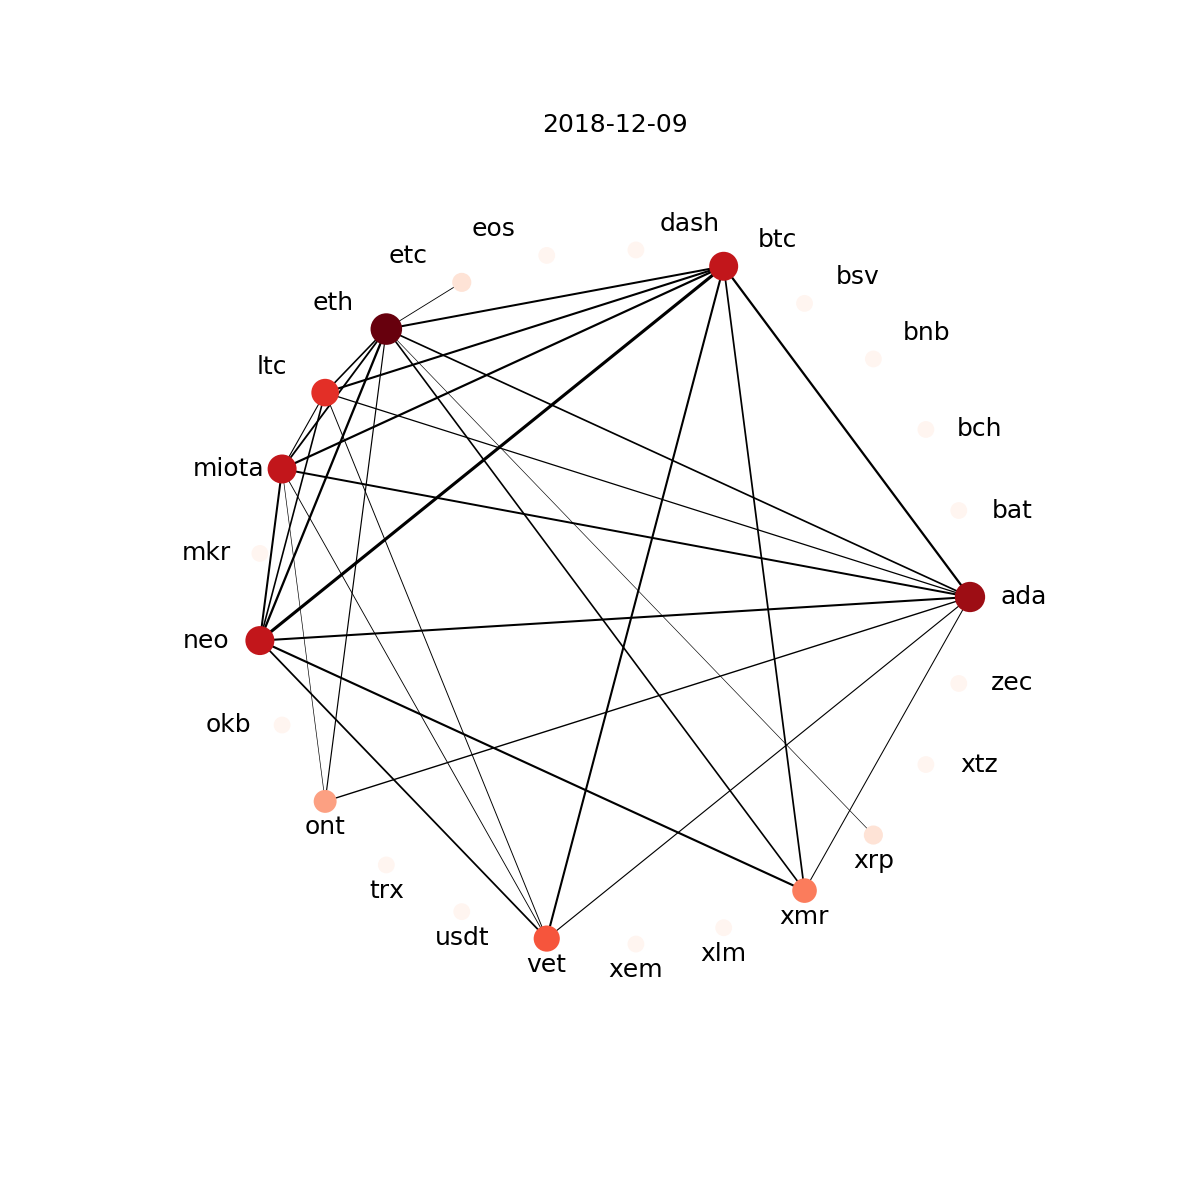 2018-12-09
dash
eos
btc
etc
bsv
eth
bnb
ltc
bch
miota
bat
mkr
ada
neo
zec
okb
xtz
ont
xrp
trx
xmr
usdt
xlm
vet
xem